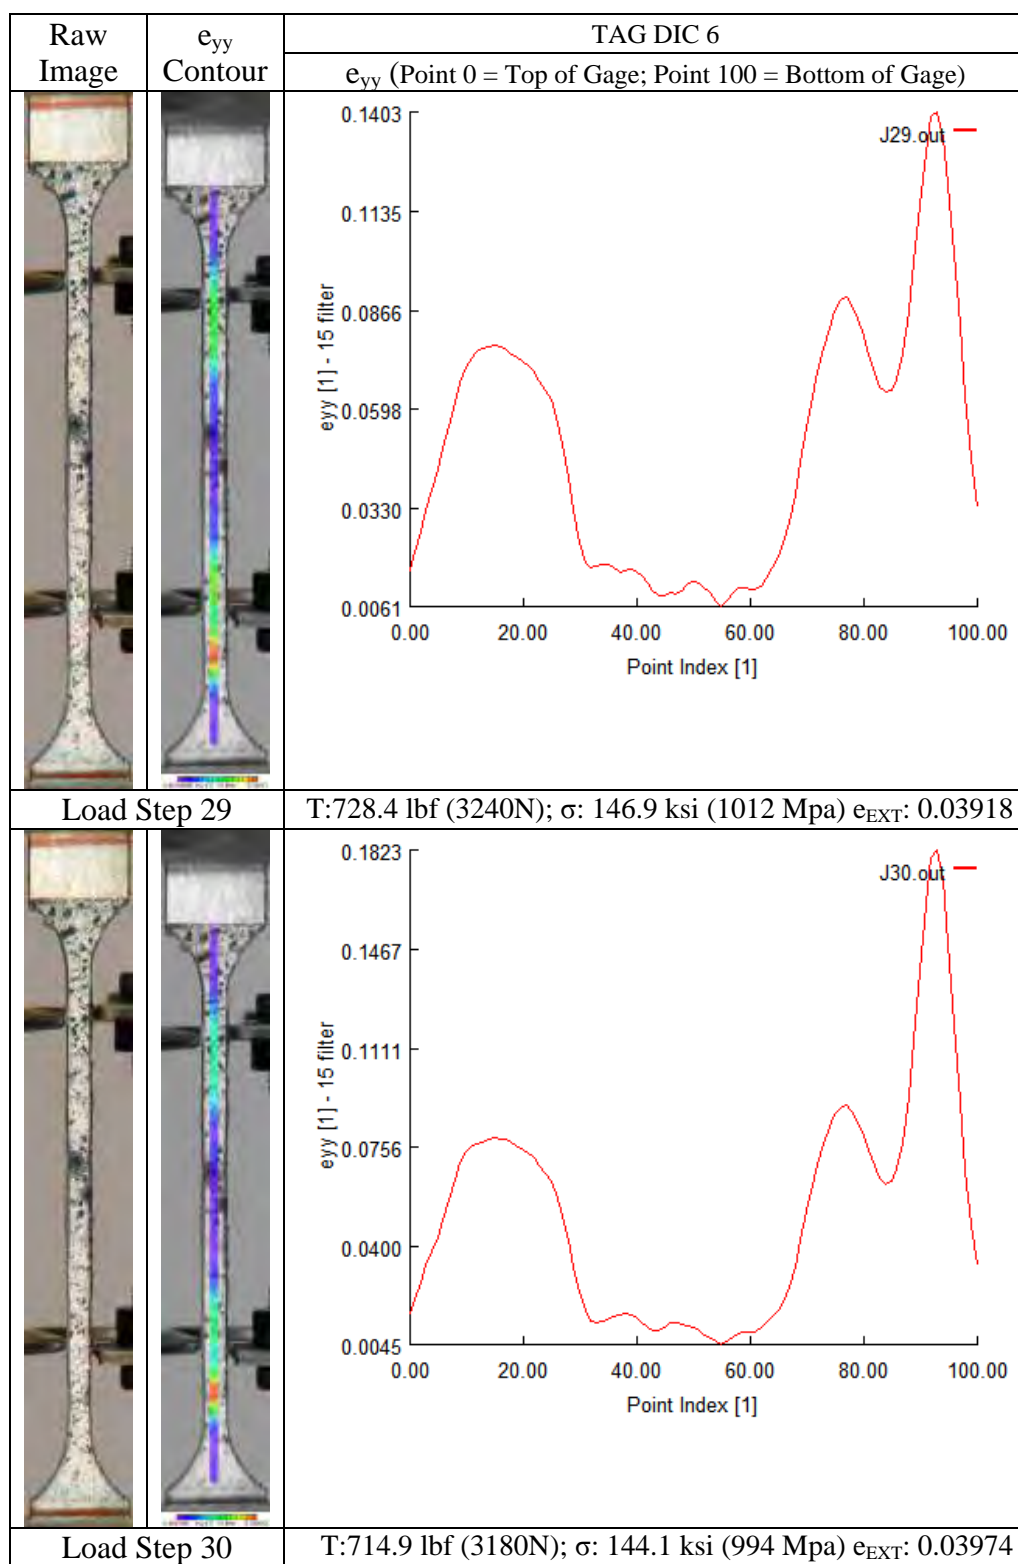 Raw Image
e_yy Contour
TAG DIC 6
e_yy (Point 0 = Top of Gage; Point 100 = Bottom of Gage)
0.1403
0.1135
0.0866
0.0598
0.0330
0.0061
eyy [1] - 15 filter
J29.out
0.00 20.00 40.00 60.00 80.00 100.00
Point Index [1]
Load Step 29
T:728.4 lbf (3240N); σ: 146.9 ksi (1012 Mpa) e_EXT: 0.03918
0.1823
0.1467
0.1111
0.0756
0.0400
0.0045
eyy [1] - 15 filter
J30.out
0.00 20.00 40.00 60.00 80.00 100.00
Point Index [1]
Load Step 30
T:714.9 lbf (3180N); σ: 144.1 ksi (994 Mpa) e_EXT: 0.03974